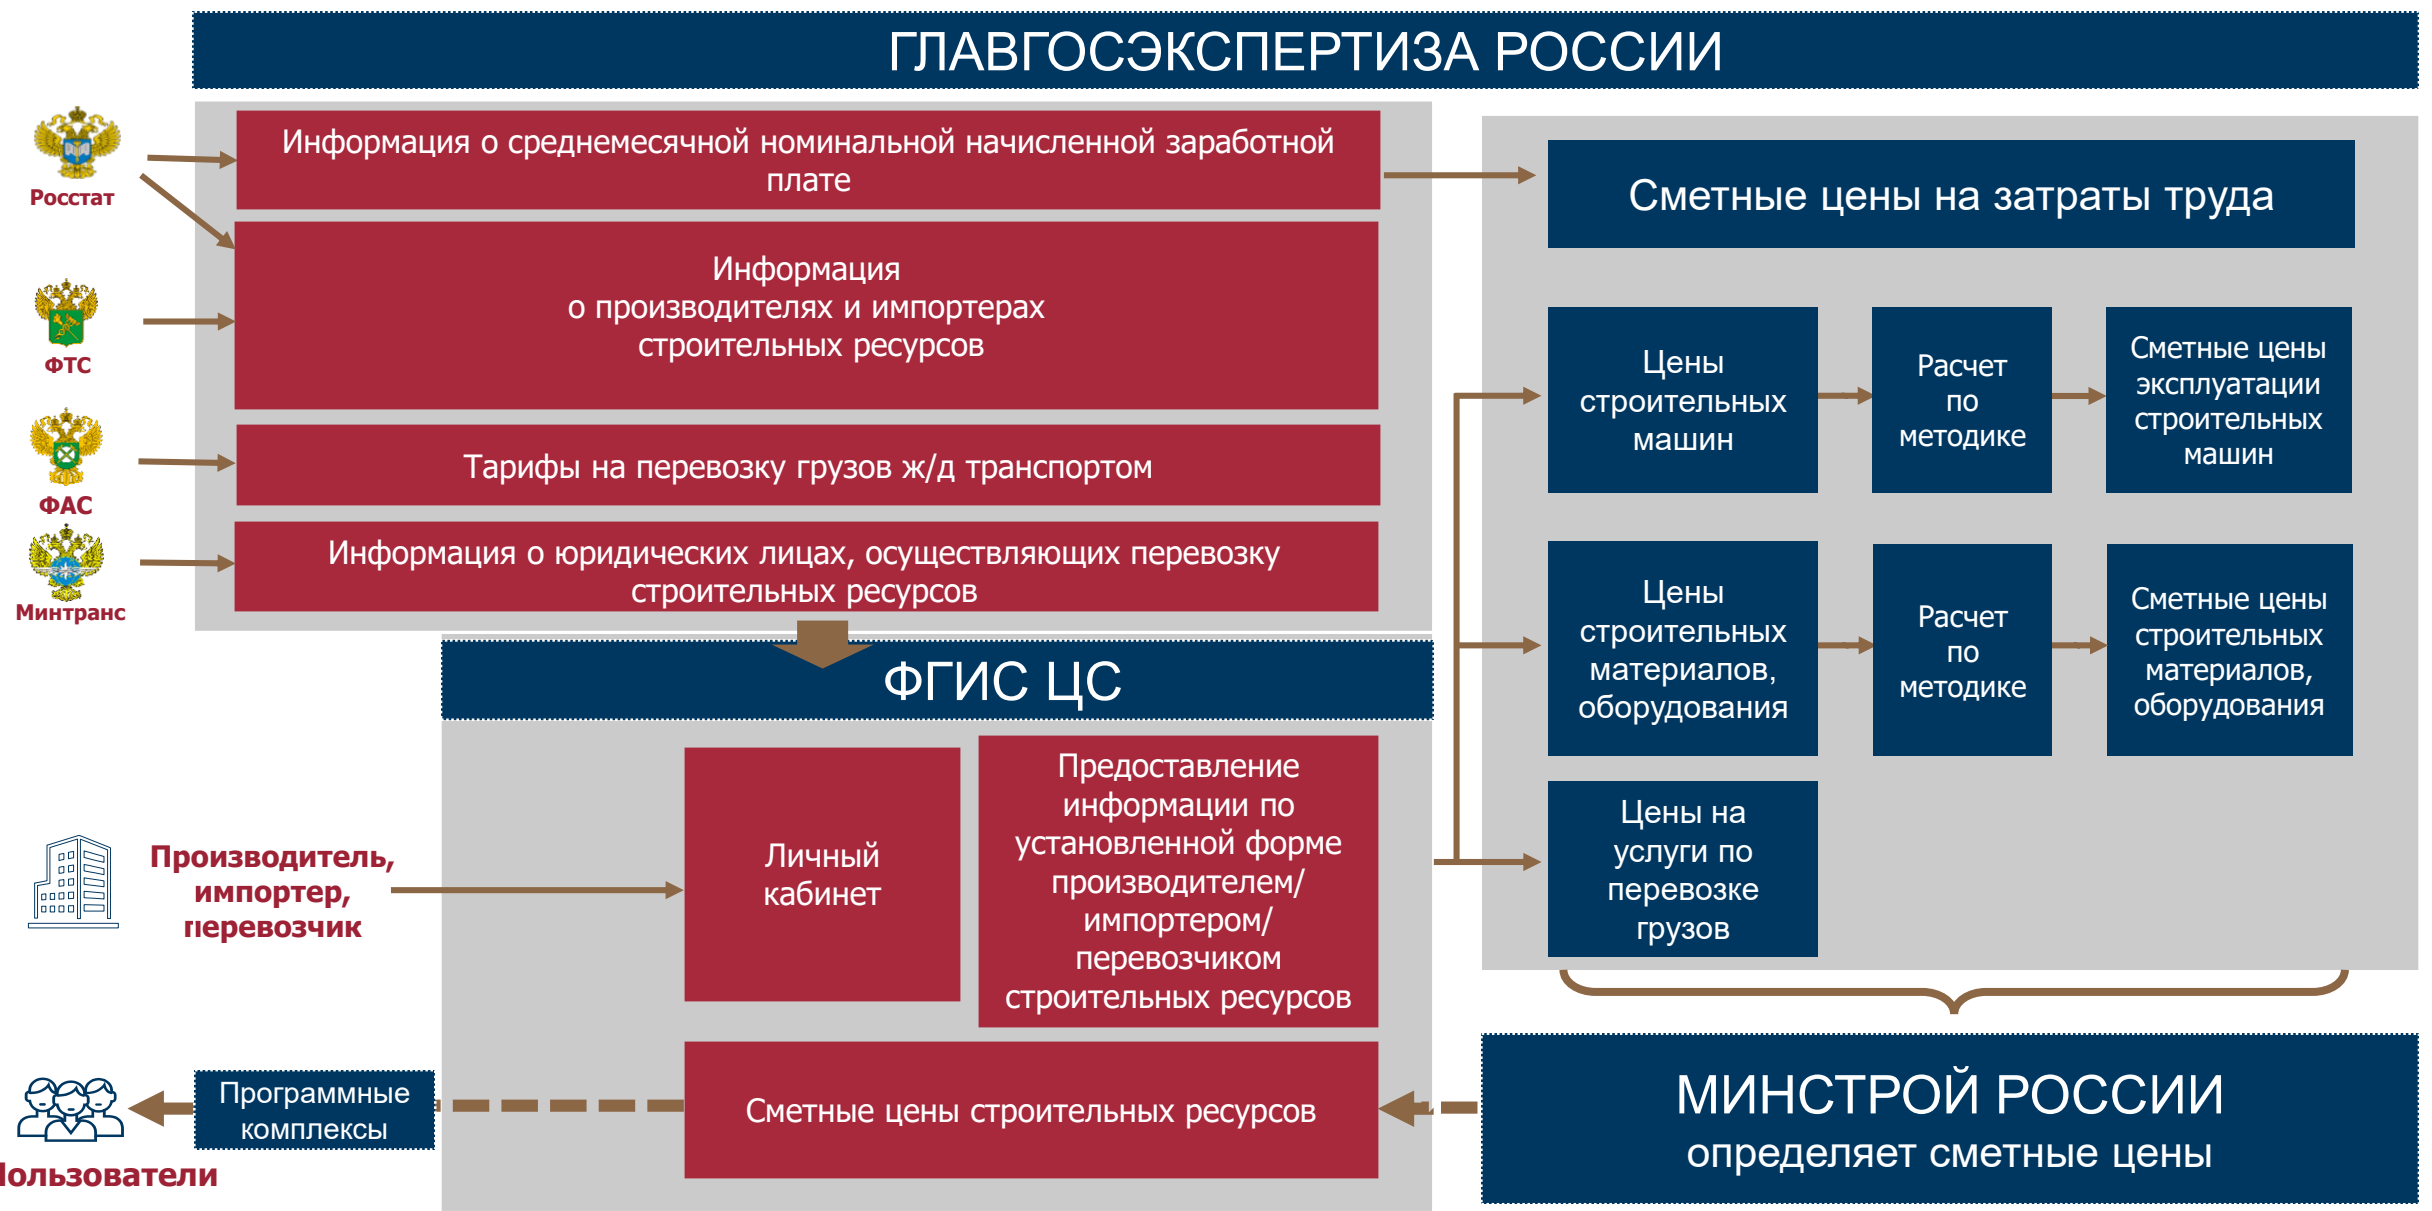 ГЛАВГОСЭКСПЕРТИЗА РОССИИ
Росстат
ФТС
ФАС
Минтранс
Информация о среднемесячной номинальной начисленной заработной
плате
Информация
о производителях и импортерах
строительных ресурсов
Тарифы на перевозку грузов ж/д транспортом
Информация о юридических лицах, осуществляющих перевозку
строительных ресурсов
Сметные цены на затраты труда
Цены
строительных
машин
Расчет
по
методике
Сметные цены
эксплуатации
строительных
машин
Цены
строительных
материалов,
оборудования
Расчет
по
методике
Сметные цены
строительных
материалов,
оборудования
Цены на
услуги по
перевозке
грузов
ФГИС ЦС
Производитель,
импортер,
перевозчик
Личный
кабинет
Предоставление
информации по
установленной форме
производителем/
импортером/
перевозчиком
строительных ресурсов
Пользователи
Программные
комплексы
Сметные цены строительных ресурсов
МИНСТРОЙ РОССИИ
определяет сметные цены